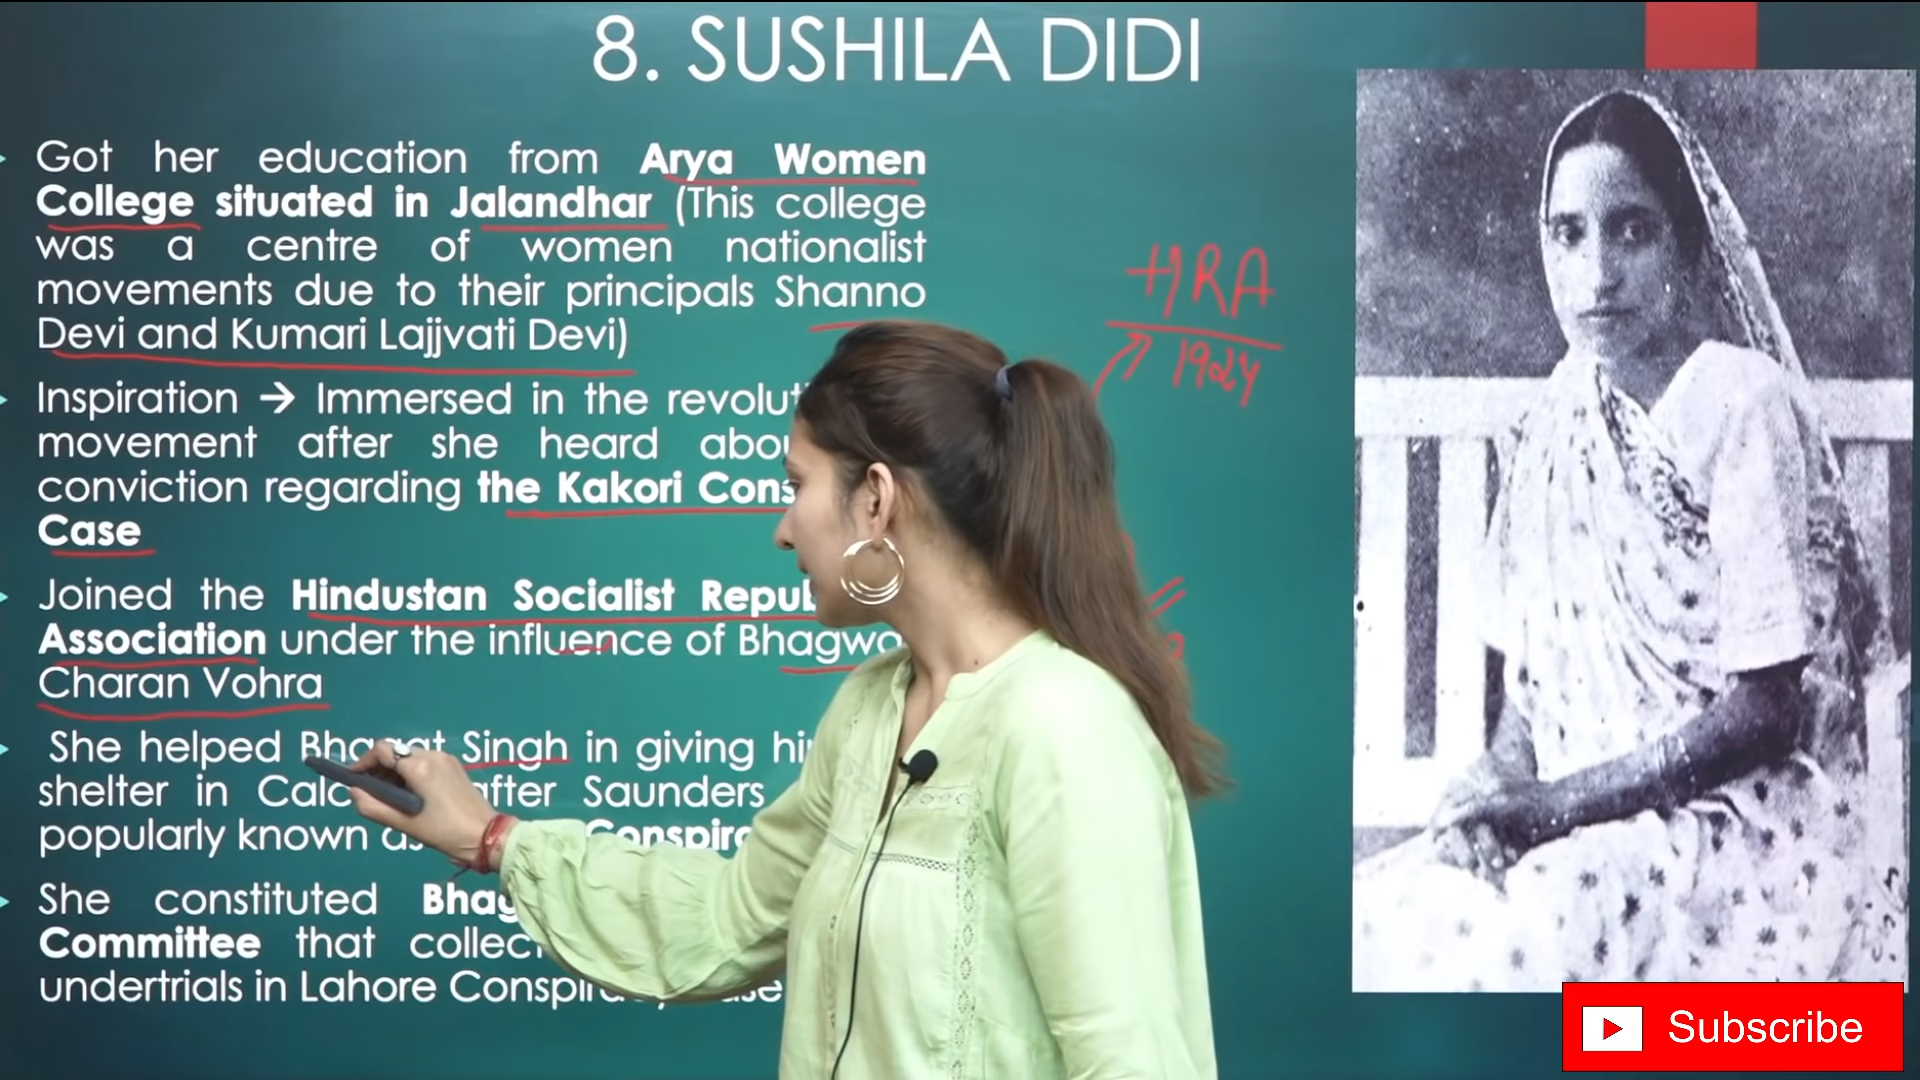 8. SUSHILA DIDI
Got her education from Arya Women
College situated in Jalandhar (This college
was a centre of women nationalist
movements due to their principals Shanno
Devi and Kumari Lajjvati Devi)
Inspiration → Immersed in the
movement after she heard
conviction regarding the Kakori
Case
Joined the Hindustan Socialist
Association under the influence of
Charan Vohra
She helped Bhagat Singh in giving
shelter in after Saunders
popularly known as
She constituted
Committee that
undertrials in Lahore
HRA
1924
Subscribe